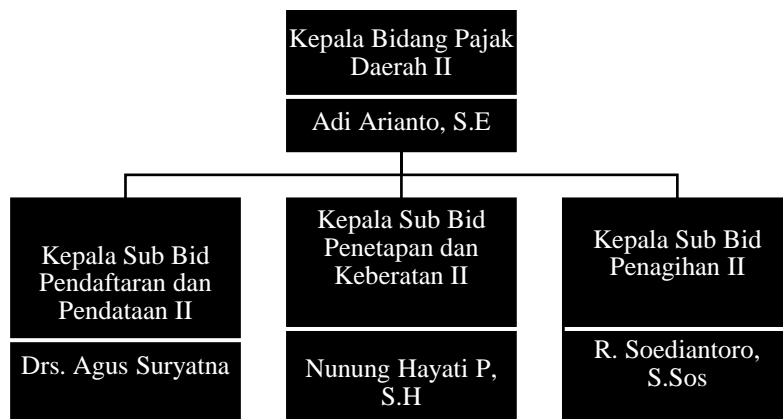 Kepala Bidang Pajak
Daerah II
Adi Arianto, S.E
Kepala Sub Bid
Pendaftaran dan
Pendataan II
Drs. Agus Suryatna
Kepala Sub Bid
Penetapan dan
Keberatan II
Nunung Hayati P,
S.H
Kepala Sub Bid
Penagihan II
R. Soediantoro,
S.Sos